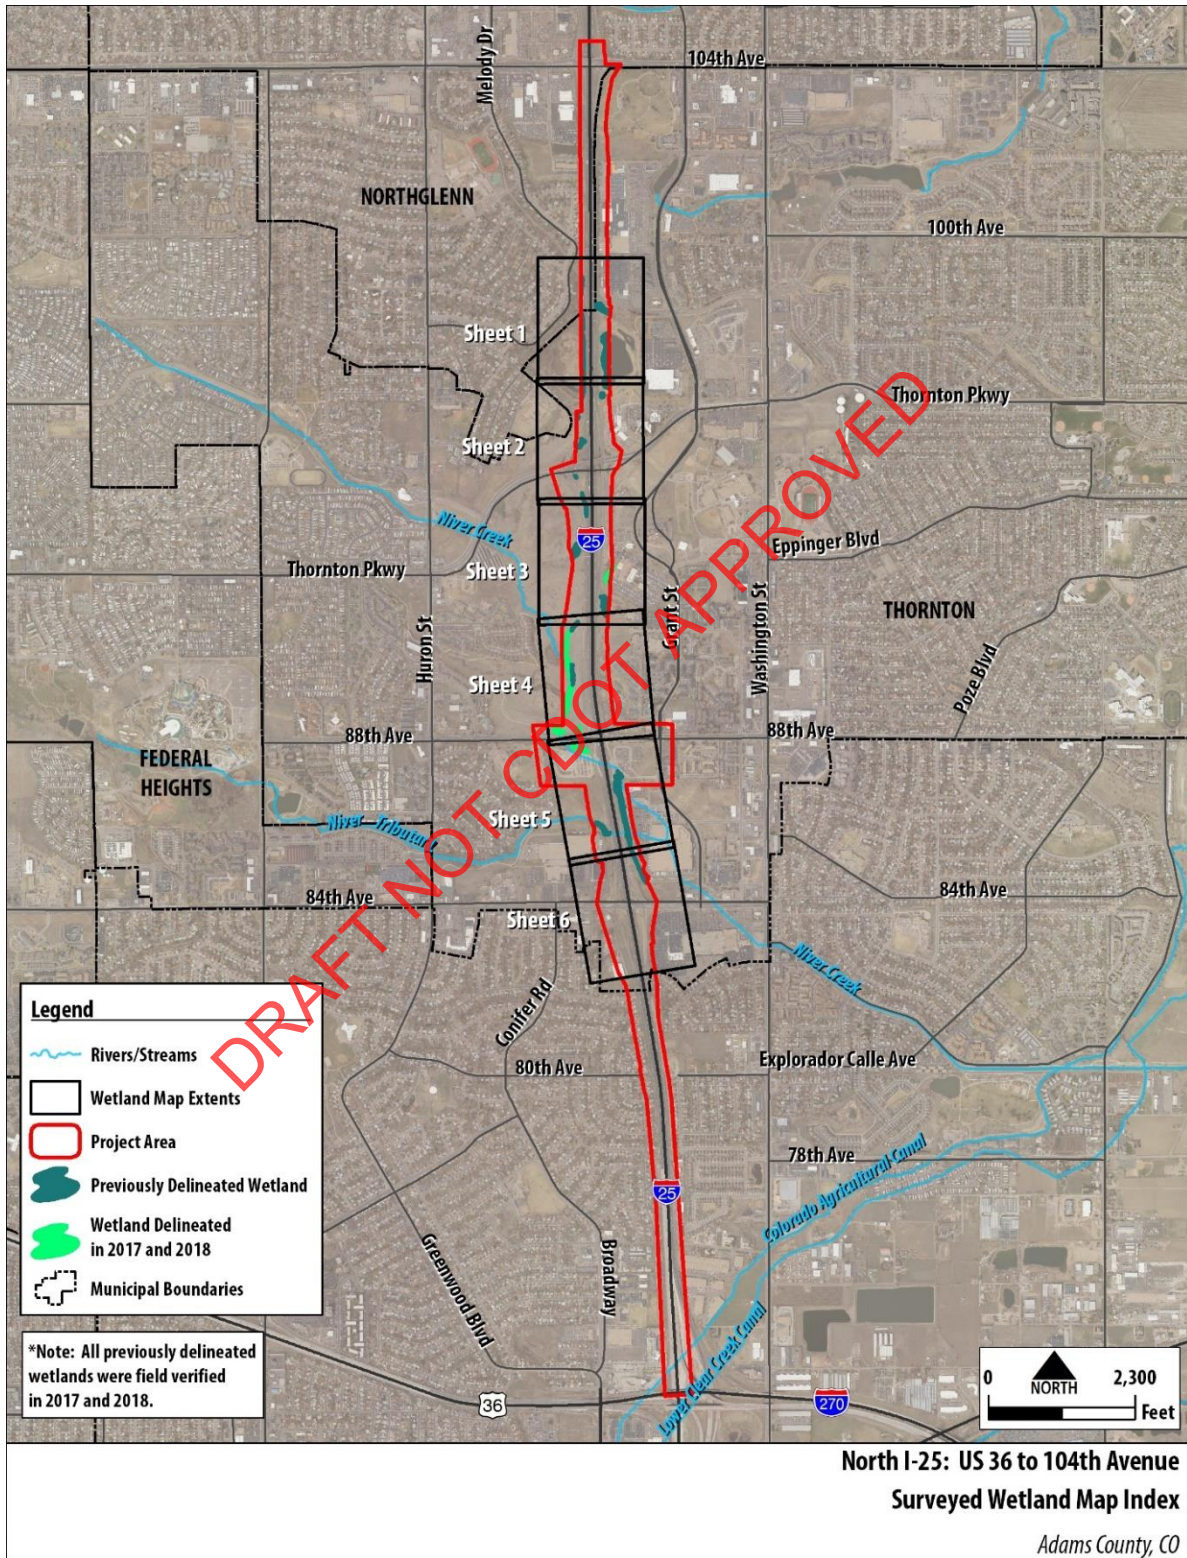 104th Ave
Melody Dr
NORTHGLENN
100th Ave
Sheet 1
Thornton Pkwy
Sheet 2
Niver Creek
25
Eppinger Blvd
Thornton Pkwy
Sheet 3
Grant St
Washington St
THORNTON
Huron St
Sheet 4
Poze Blvd
88th Ave
88th Ave
FEDERAL
HEIGHTS
Niver Tributary
Sheet 5
84th Ave
84th Ave
Sheet 6
Niver Creek
Conifer Rd
80th Ave
Explorador Calle Ave
78th Ave
25
Colorado Agricultural Canal
Greenwood Blvd
Broadway
Lower Clear Creek Canal
36
270
DRAFT NOT CDOT APPROVED
Legend
Rivers/Streams
Wetland Map Extents
Project Area
Previously Delineated Wetland
Wetland Delineated
in 2017 and 2018
Municipal Boundaries
*Note: All previously delineated
wetlands were field verified
in 2017 and 2018.
0 2,300
NORTH
Feet
North I-25: US 36 to 104th Avenue
Surveyed Wetland Map Index
Adams County, CO